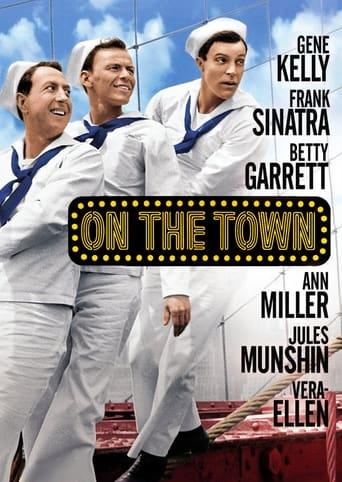 GENE
KELLY
FRANK
SINATRA
BETTY
GARRETT
ON THE TOWN
ANN
MILLER
JULES
MUNSHIN
VERA-
ELLEN